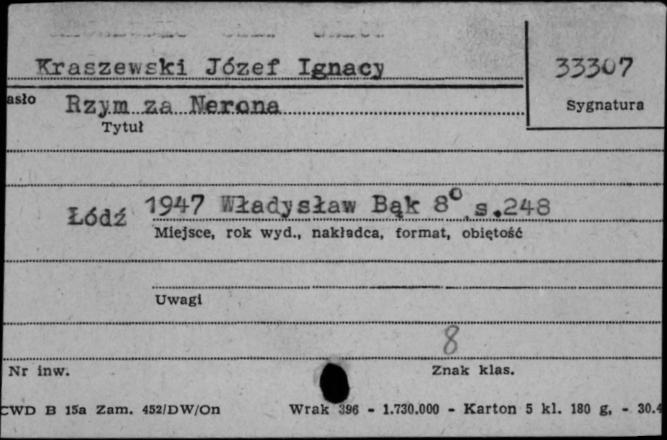 Kraszewski Józef Ignacy
33307
asło
Rzym za Nerona
Sygnatura
Tytuł
Łódź 1947 Władysław Bąk 8° s.248
Miejsce, rok wyd., nakładca, format, objętość
Uwagi
8
Nr inw.
Znak klas.
CWD B 15a Zam. 452/DW/On Wrak 396 - 1.730.000 - Karton 5 kl. 180 g, - 30.4